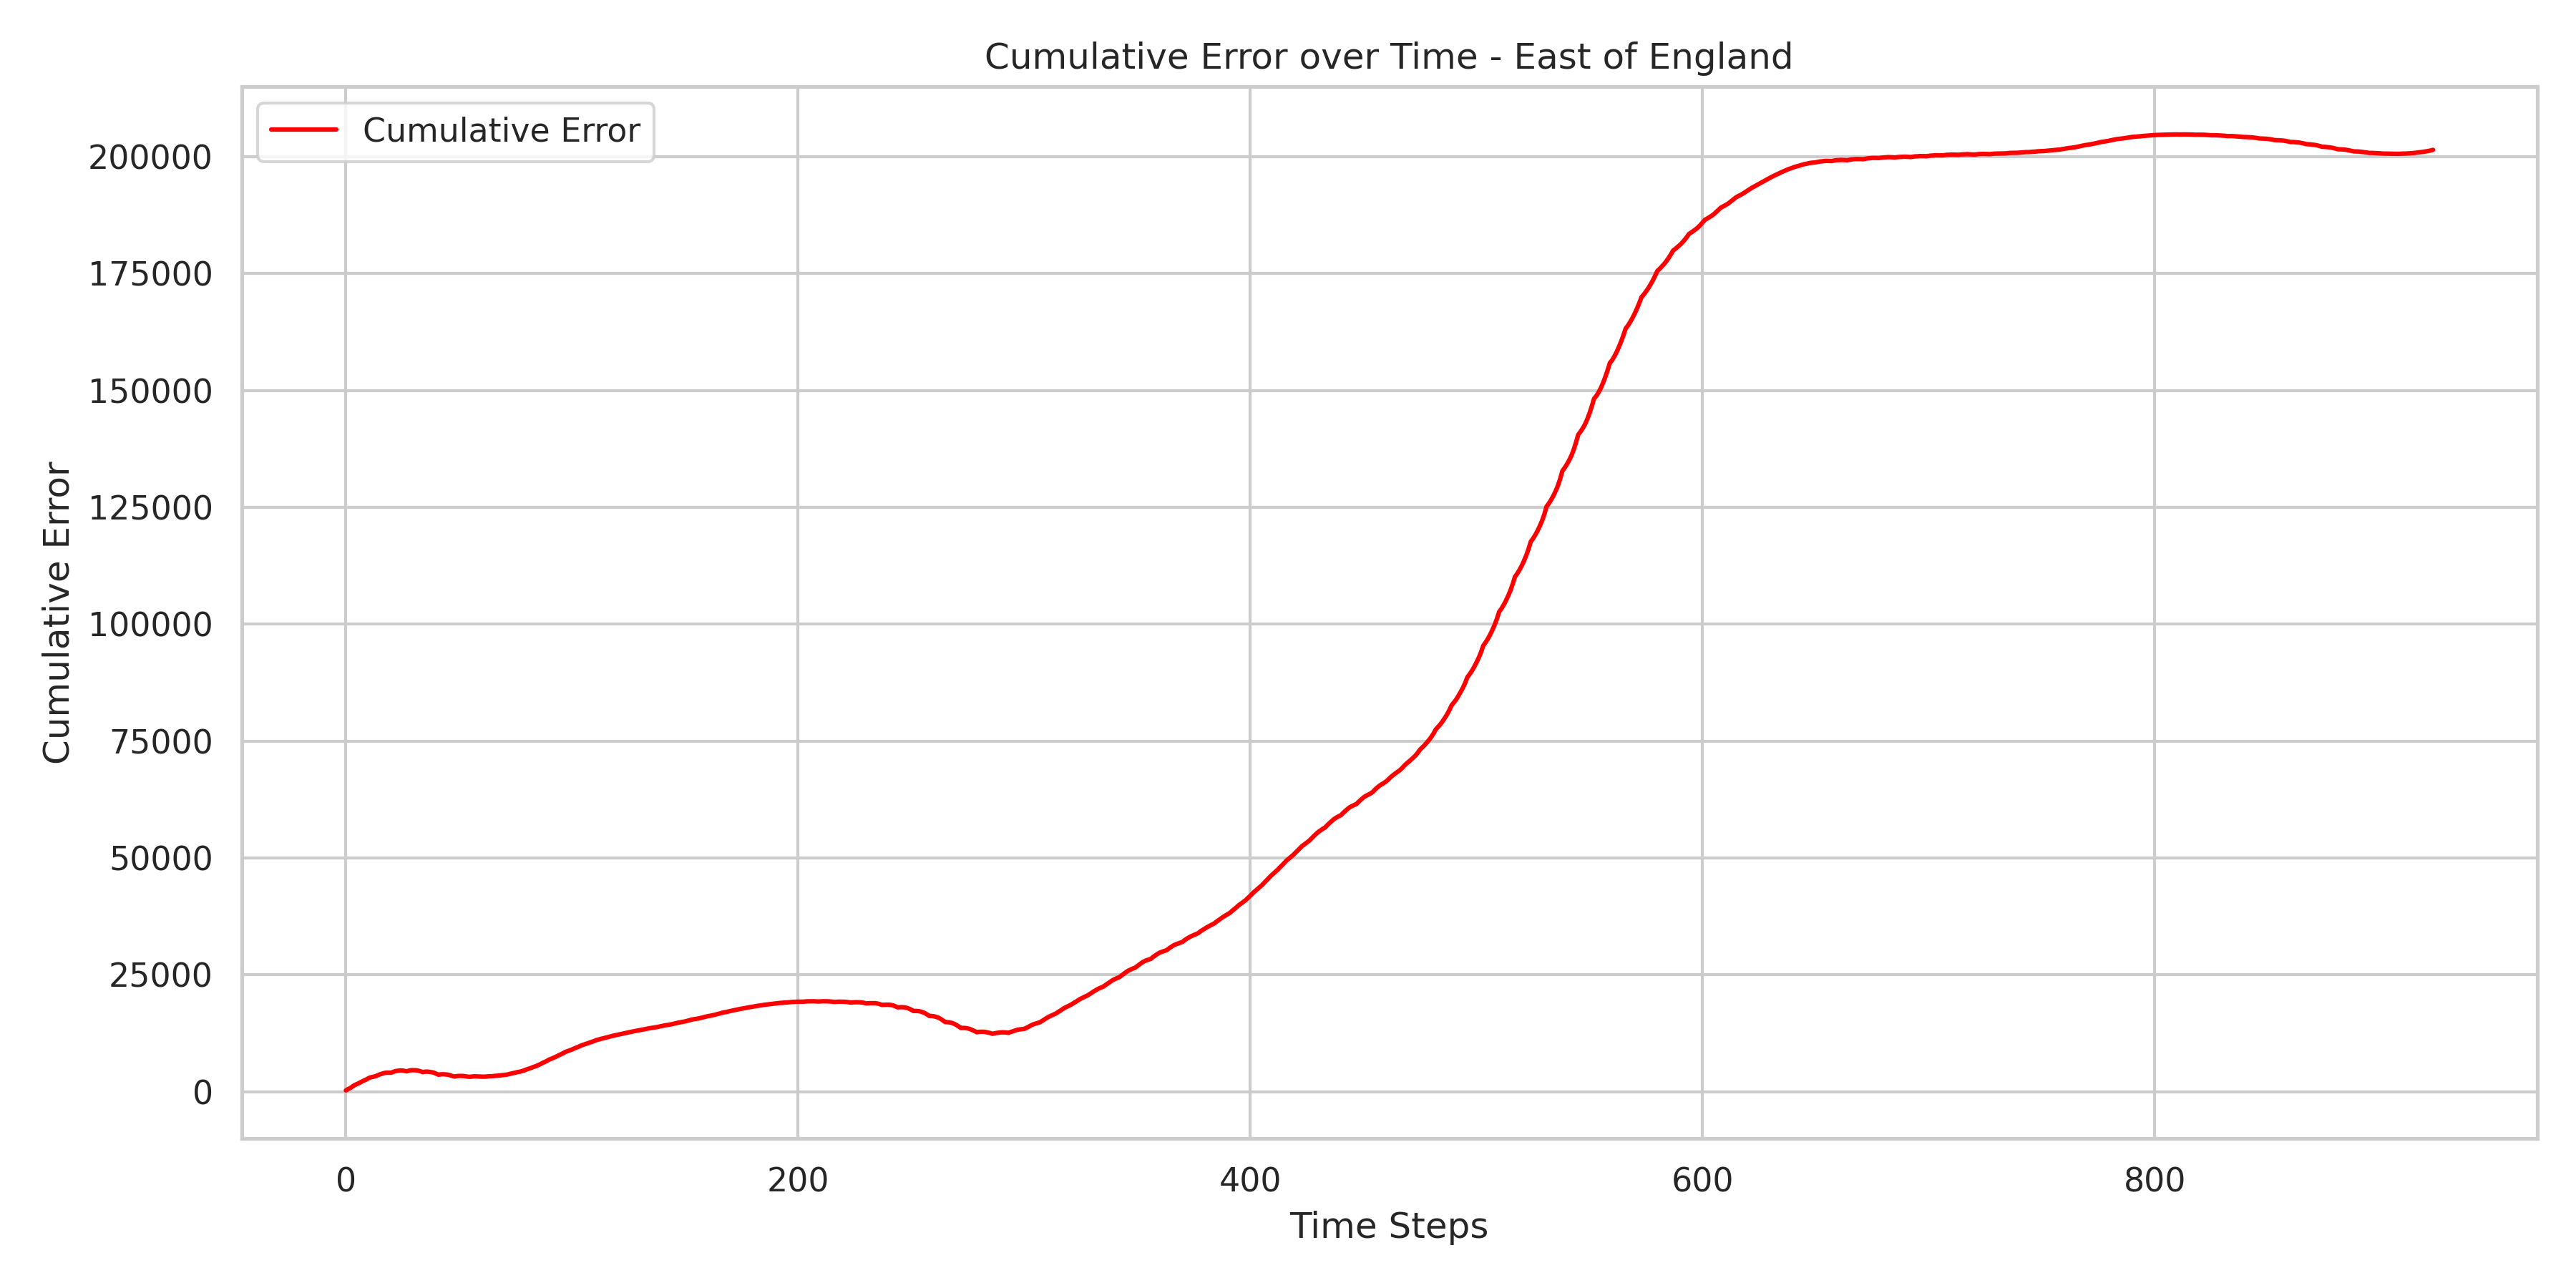 Cumulative Error over Time - East of England
Cumulative Error
200000
175000
150000
125000
100000
75000
50000
25000
0
Cumulative Error
0 200 400 600 800
Time Steps